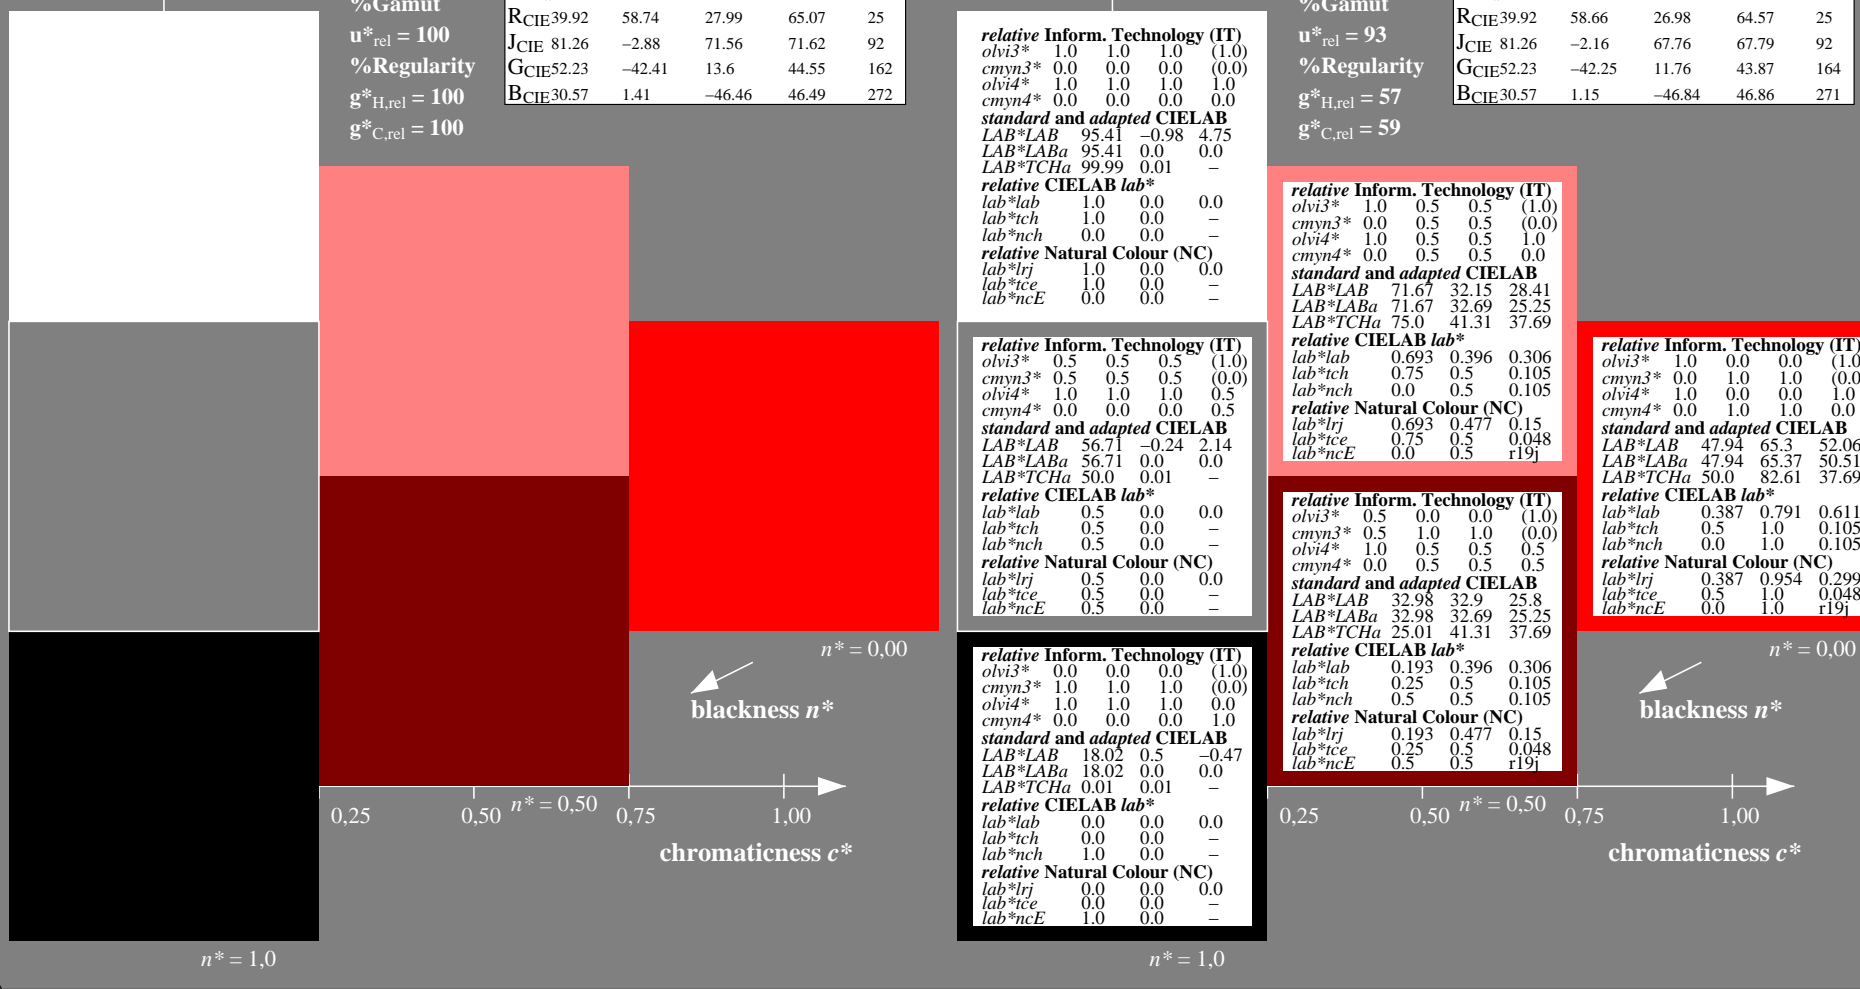 %Gamut
u*rel = 100
%Regularity
g*H,rel = 100
g*C,rel = 100
RCIE 39.92 58.74 27.99 65.07 25
JCIE 81.26 −2.88 71.56 71.62 92
GCIE 52.23 −42.41 13.6 44.55 162
BCIE 30.57 1.41 −46.46 46.49 272
n* = 0,00
blackness n*
0,25 0,50 n* = 0,50 0,75 1,00
chromaticness c*
n* = 1,0
%Gamut
u*rel = 93
%Regularity
g*H,rel = 57
g*C,rel = 59
RCIE 39.92 58.66 26.98 64.57 25
JCIE 81.26 −2.16 67.76 67.79 92
GCIE 52.23 −42.25 11.76 43.87 164
BCIE 30.57 1.15 −46.84 46.86 271
relative Inform. Technology (IT)
olvi3* 1.0 1.0 1.0 (1.0)
cmyn3* 0.0 0.0 0.0 (0.0)
olvi4* 1.0 1.0 1.0 1.0
cmyn4* 0.0 0.0 0.0 0.0
standard and adapted CIELAB
LAB*LAB 95.41 −0.98 4.75
LAB*LABa 95.41 0.0 0.0
LAB*TCHa 99.99 0.01 –
relative CIELAB lab*
lab*lab 1.0 0.0 0.0
lab*tch 1.0 0.0 –
lab*nch 0.0 0.0 –
relative Natural Colour (NC)
lab*lrj 1.0 0.0 0.0
lab*tce 1.0 0.0 –
lab*ncE 0.0 0.0 –
relative Inform. Technology (IT)
olvi3* 1.0 0.5 0.5 (1.0)
cmyn3* 0.0 0.5 0.5 (0.0)
olvi4* 1.0 0.5 0.5 1.0
cmyn4* 0.0 0.5 0.5 0.0
standard and adapted CIELAB
LAB*LAB 71.67 32.15 28.41
LAB*LABa 71.67 32.69 25.25
LAB*TCHa 75.0 41.31 37.69
relative CIELAB lab*
lab*lab 0.693 0.396 0.306
lab*tch 0.75 0.5 0.105
lab*nch 0.0 0.5 0.105
relative Natural Colour (NC)
lab*lrj 0.693 0.477 0.15
lab*tce 0.75 0.5 0.048
lab*ncE 0.0 0.5 r19j
relative Inform. Technology (IT)
olvi3* 0.5 0.5 0.5 (1.0)
cmyn3* 0.5 0.5 0.5 (0.0)
olvi4* 1.0 1.0 1.0 0.5
cmyn4* 0.0 0.0 0.0 0.5
standard and adapted CIELAB
LAB*LAB 56.71 −0.24 2.14
LAB*LABa 56.71 0.0 0.0
LAB*TCHa 50.0 0.01 –
relative CIELAB lab*
lab*lab 0.5 0.0 0.0
lab*tch 0.5 0.0 –
lab*nch 0.5 0.0 –
relative Natural Colour (NC)
lab*lrj 0.5 0.0 0.0
lab*tce 0.5 0.0 –
lab*ncE 0.5 0.0 –
relative Inform. Technology (IT)
olvi3* 1.0 0.0 0.0 (1.0
cmyn3* 0.0 1.0 1.0 (0.0
olvi4* 1.0 0.0 0.0 1.0
cmyn4* 0.0 1.0 1.0 0.0
standard and adapted CIELAB
LAB*LAB 47.94 65.3 52.06
LAB*LABa 47.94 65.37 50.51
LAB*TCHa 50.0 82.61 37.69
relative CIELAB lab*
lab*lab 0.387 0.791 0.611
lab*tch 0.5 1.0 0.105
lab*nch 0.0 1.0 0.105
relative Natural Colour (NC)
lab*lrj 0.387 0.954 0.299
lab*tce 0.5 1.0 0.048
lab*ncE 0.0 1.0 r19j
relative Inform. Technology (IT)
olvi3* 0.5 0.0 0.0 (1.0)
cmyn3* 0.5 1.0 1.0 (0.0)
olvi4* 1.0 0.5 0.5 0.5
cmyn4* 0.0 0.5 0.5 0.5
standard and adapted CIELAB
LAB*LAB 32.98 32.9 25.8
LAB*LABa 32.98 32.69 25.25
LAB*TCHa 25.01 41.31 37.69
relative CIELAB lab*
lab*lab 0.193 0.396 0.306
lab*tch 0.25 0.5 0.105
lab*nch 0.5 0.5 0.105
relative Natural Colour (NC)
lab*lrj 0.193 0.477 0.15
lab*tce 0.25 0.5 0.048
lab*ncE 0.5 0.5 r19j
relative Inform. Technology (IT)
olvi3* 0.0 0.0 0.0 (1.0)
cmyn3* 1.0 1.0 1.0 (0.0)
olvi4* 1.0 1.0 1.0 0.0
cmyn4* 0.0 0.0 0.0 1.0
standard and adapted CIELAB
LAB*LAB 18.02 0.5 −0.47
LAB*LABa 18.02 0.0 0.0
LAB*TCHa 0.01 0.01 –
relative CIELAB lab*
lab*lab 0.0 0.0 0.0
lab*tch 0.0 0.0 –
lab*nch 1.0 0.0 –
relative Natural Colour (NC)
lab*lrj 0.0 0.0 0.0
lab*tce 0.0 0.0 –
lab*ncE 1.0 0.0 –
n* = 0,00
blackness n*
0,25 0,50 n* = 0,50 0,75 1,00
chromaticness c*
n* = 1,0